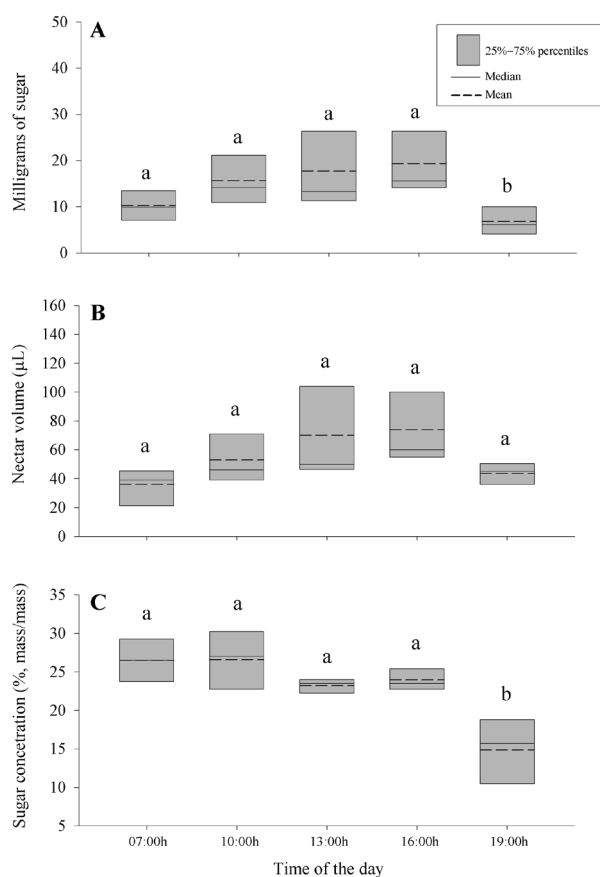 A
50
40
30
20
10
0
Milligrams of sugar
25%–75% percentiles
Median
Mean
a
a
a
a
b
B
160
140
120
100
80
60
40
20
0
Nectar volume (μL)
a
a
a
a
a
C
35
30
25
20
15
10
5
Sugar concetration (%, mass/mass)
a
a
a
a
b
07:00h 10:00h 13:00h 16:00h 19:00h
Time of the day